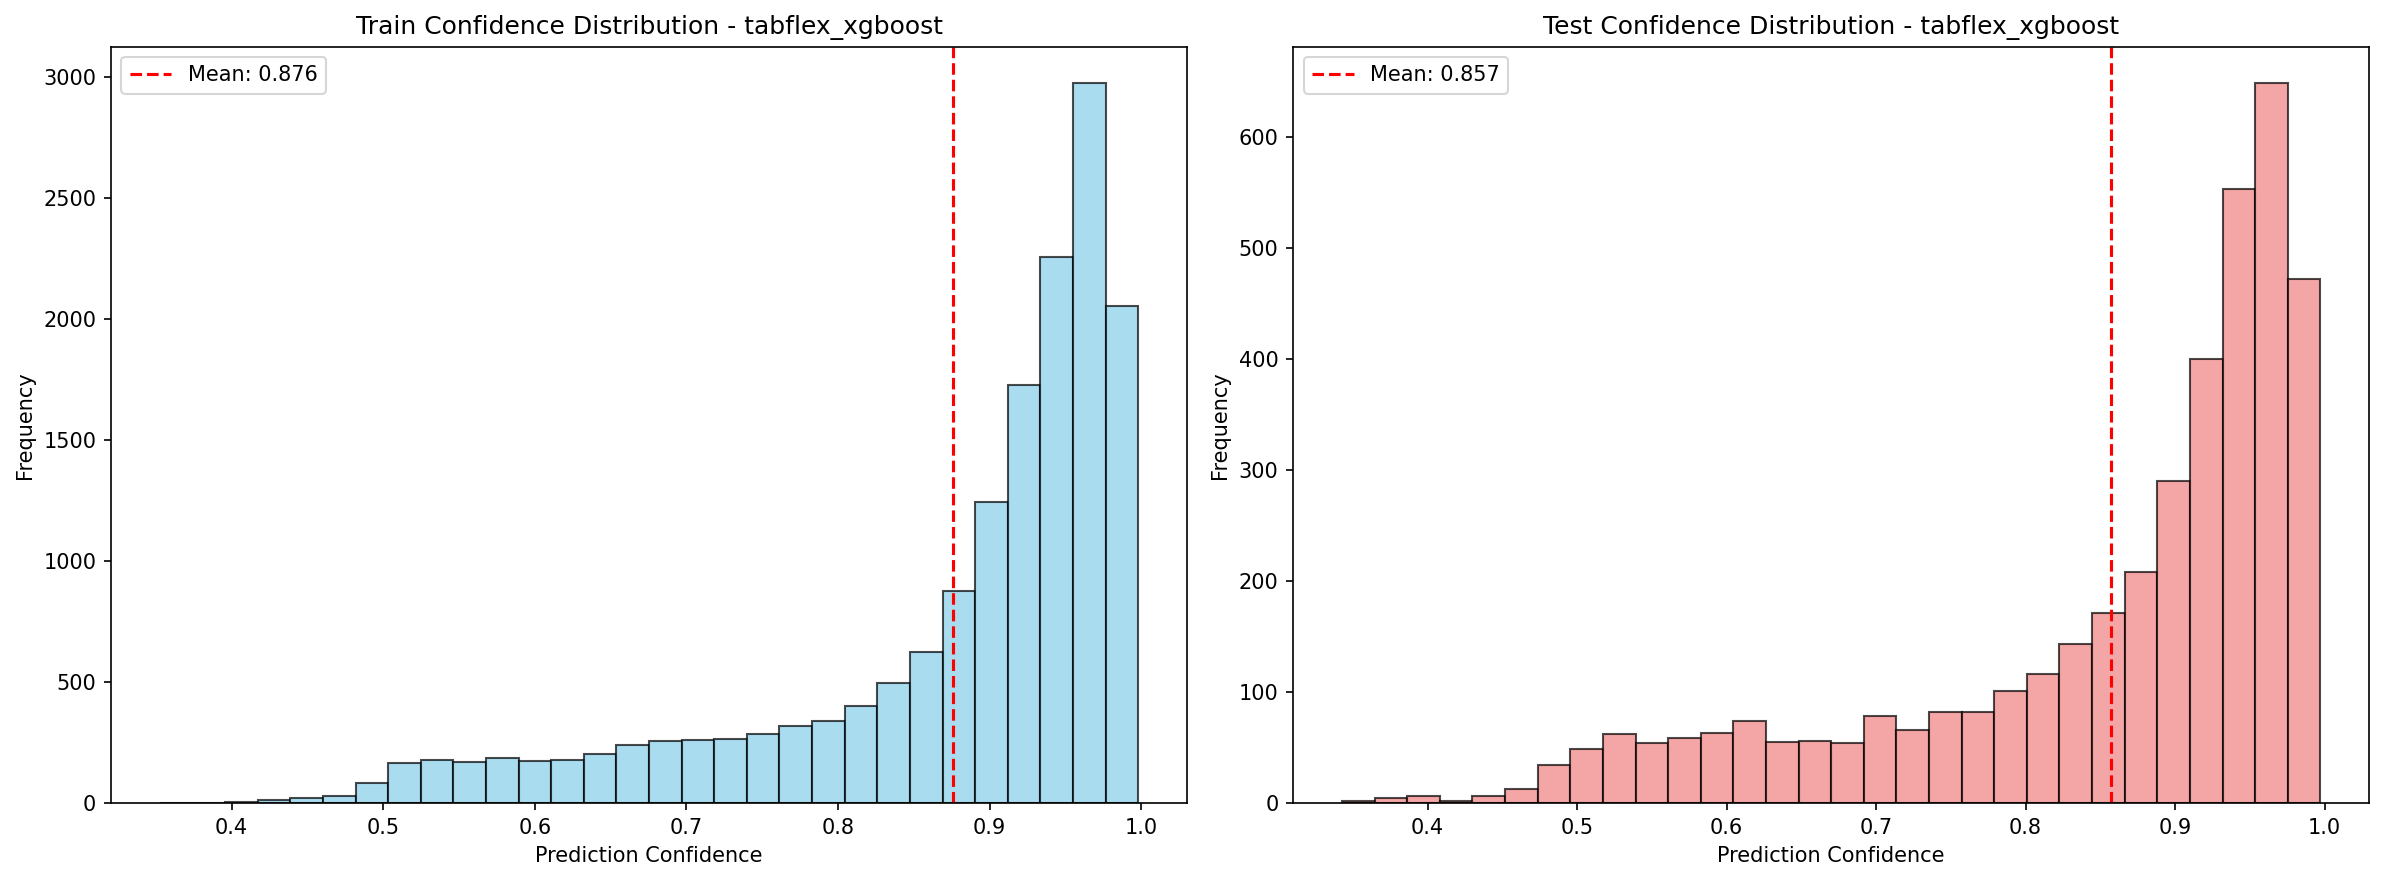 Train Confidence Distribution - tabflex_xgboost
Mean: 0.876
3000
2500
2000
1500
1000
500
0
Frequency
0.4 0.5 0.6 0.7 0.8 0.9 1.0
Prediction Confidence
Test Confidence Distribution - tabflex_xgboost
Mean: 0.857
600
500
400
300
200
100
0
Frequency
0.4 0.5 0.6 0.7 0.8 0.9 1.0
Prediction Confidence